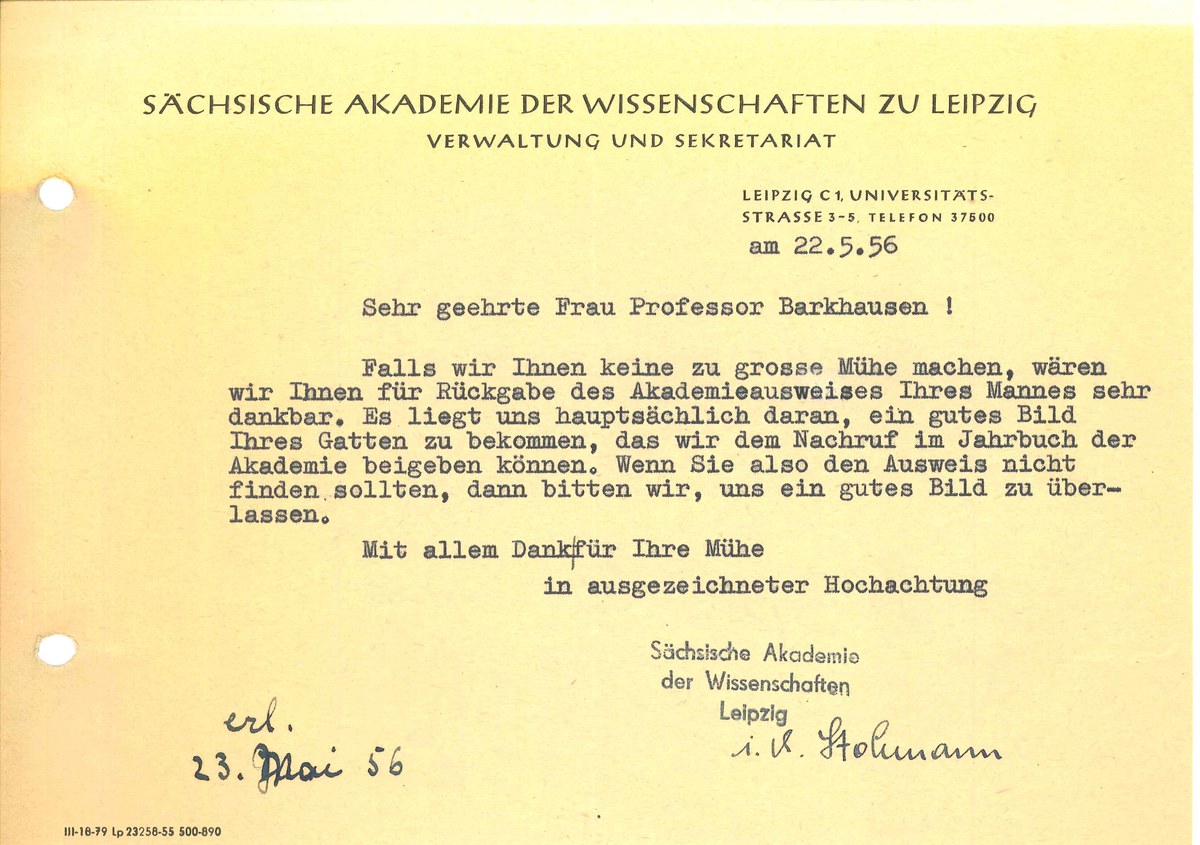 SÄCHSISCHE AKADEMIE DER WISSENSCHAFTEN ZU LEIPZIG
VERWALTUNG UND SEKRETARIAT
LEIPZIG C 1, UNIVERSITÄTS-
STRASSE 3-5, TELEFON 37500
am 22.5.56
Sehr geehrte Frau Professor Barkhausen !
Falls wir Ihnen keine zu grosse Mühe machen, wären
wir Ihnen für Rückgabe des Akademieausweises Ihres Mannes sehr
dankbar. Es liegt uns hauptsächlich daran, ein gutes Bild
Ihres Gatten zu bekommen, das wir dem Nachruf im Jahrbuch der
Akademie beigeben können. Wenn Sie also den Ausweis nicht
finden sollten, dann bitten wir, uns ein gutes Bild zu über-
lassen.
Mit allem Dank für Ihre Mühe
in ausgezeichneter Hochachtung
Sächsische Akademie
der Wissenschaften
Leipzig
i. V. Stohmann
erl.
23. Mai 56
III-18-79 Lp 23258-55 500-890